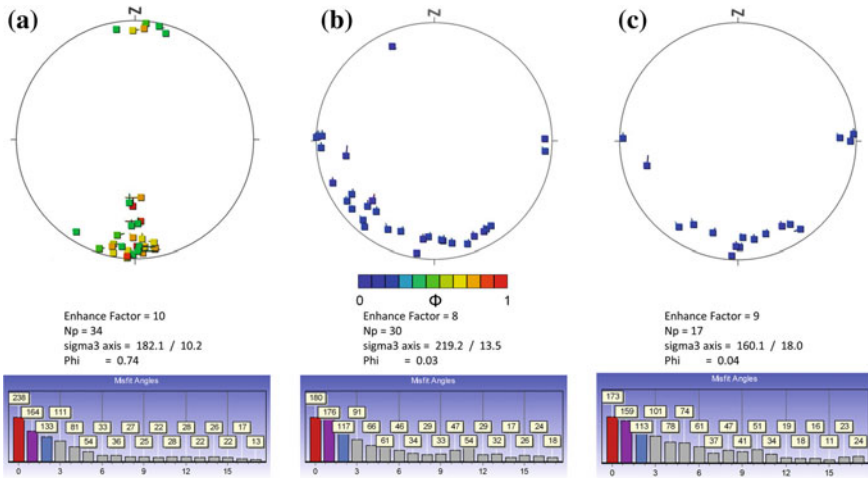 (a)
Z
(b)
Z
(c)
Z
0 Φ 1
Enhance Factor = 10
Np = 34
sigma3 axis = 182.1 / 10.2
Phi = 0.74
Enhance Factor = 8
Np = 30
sigma3 axis = 219.2 / 13.5
Phi = 0.03
Enhance Factor = 9
Np = 17
sigma3 axis = 160.1 / 18.0
Phi = 0.04
Misfit Angles
238
164 111
133 81 33 27 22 28 26 17
54 36 25 28 22 22 13
0 3 6 9 12 15
Misfit Angles
180
176 91
117 66 46 29 47 29 17 24
61 34 33 54 32 26 18
0 3 6 9 12 15
Misfit Angles
173
159 101 74
113 78 61 47 51 19 16 23
37 41 34 18 11 24
0 3 6 9 12 15